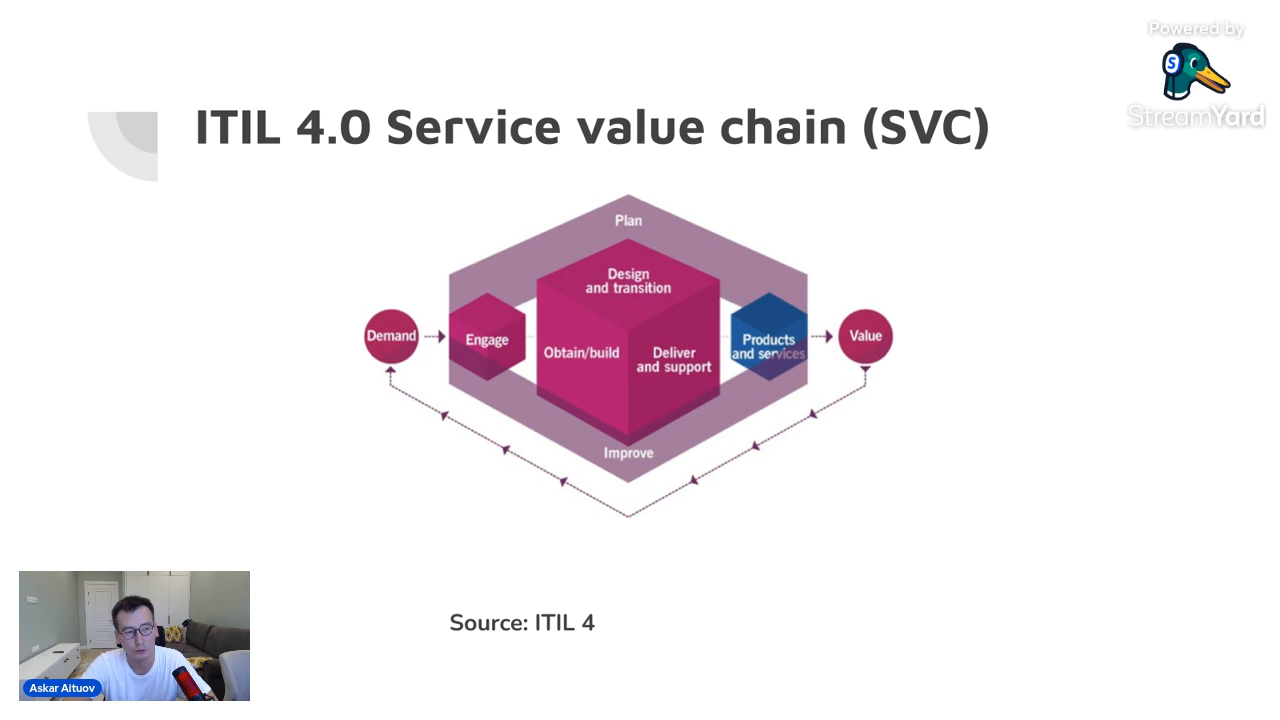 Powered by
StreamYard
S
ITIL 4.0 Service value chain (SVC)
Plan
Design
and transition
Demand
Engage
Obtain/build
Deliver
and support
Products
and services
Value
Improve
Source: ITIL 4
Askar Aituov